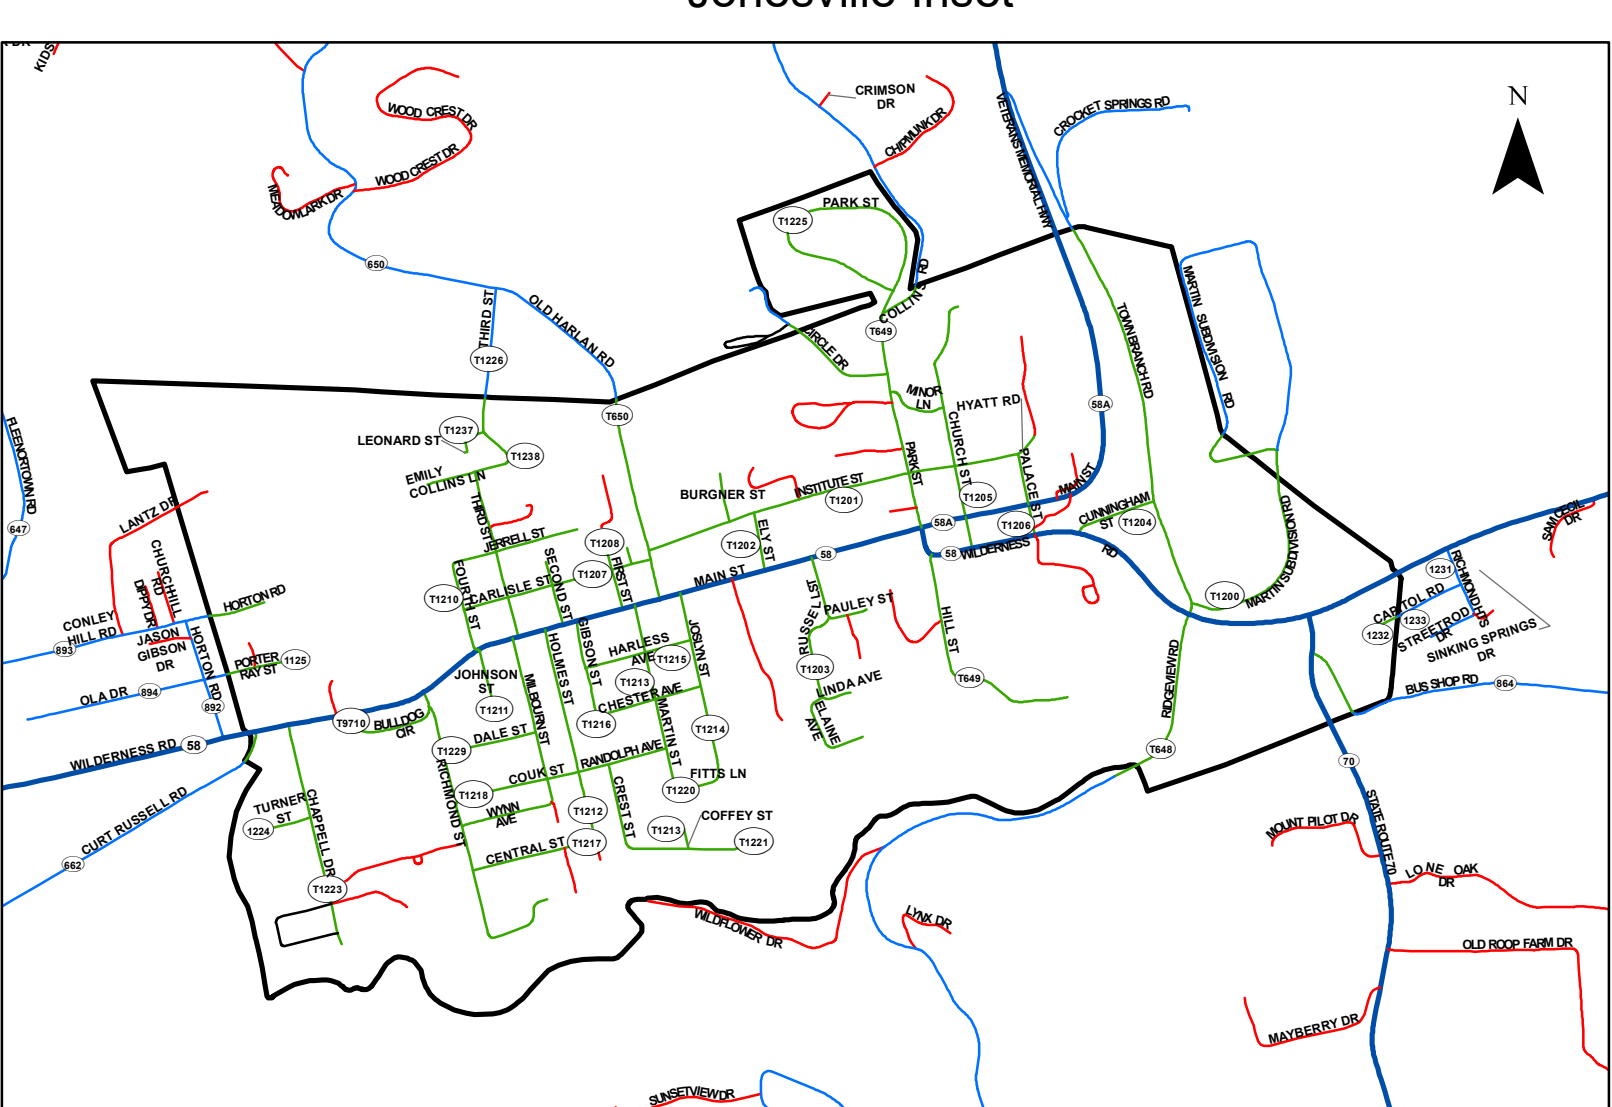 Jonesville Inset
KIDS
DR
N
CRIMSON
DR
CHIPMUNK DR
WOOD CREST DR
WOOD CREST DR
MEADOWLARK DR
VETERANS MEMORIAL HWY
CROCKET SPRINGS RD
PARK ST
T1225
650
THIRD ST
OLD HARLAN RD
COLLINS RD
T649
CIRCLE DR
TOWN BRANCH RD
MARTIN SUBDIVISION RD
T1226
58A
MINOR
LN
HYATT RD
T650
T1237
LEONARD ST
T1238
EMILY
COLLINS LN
CHURCH ST
PARK ST
PALACE ST
MAIN ST
FLEENORTOWN RD
647
LANTZ DR
THIRD ST
BURGNER ST
INSTITUTE ST
T1201
T1205
T1206
58A
CUNNINGHAM
ST
T1204
MARTIN SUBDIVISION RD
SAM CECIL
DR
JERRELL ST
T1208
T1202
ELY ST
58
58
WILDERNESS
RD
CHURCHHILL
RD
DIPPY DR
FOURTH ST
SECOND ST
T1207
FIRST ST
MAIN ST
T1210
CARLISLE ST
RUSSELL ST
PAULEY ST
HILL ST
T1200
1231
RICHMOND HTS
CAPITOL RD
1233
1232
STREETROD
DR
SINKING SPRINGS
DR
HORTON RD
CONLEY
HILL RD
893
JASON
GIBSON
DR
HORTON RD
PORTER
RAY ST
1125
OLA DR
894
892
GIBSON ST
HARLESS
AVE
T1215
JOSLYN ST
T1213
HOLMES ST
JOHNSON
ST
T1211
MILBOURN ST
CHESTER AVE
T1216
MARTIN ST
T1214
T1203
LINDA AVE
ELAINE
AVE
T649
RIDGEVIEW RD
T648
BUS SHOP RD
864
WILDERNESS RD
58
T9710
BULLDOG
CIR
T1229
DALE ST
RICHMOND ST
COUK ST
RANDOLPH AVE
FITTS LN
T1220
T1218
WYNN
AVE
CREST ST
T1212
T1213
COFFEY ST
T1221
CENTRAL ST
T1217
70
STATE ROUTE 70
TURNER
ST
1224
CHAPPELL DR
CURT RUSSELL RD
662
T1223
MOUNT PILOT DR
LONE OAK
DR
WILDFLOWER DR
LYNX DR
OLD ROOP FARM DR
MAYBERRY DR
SUNSETVIEW DR